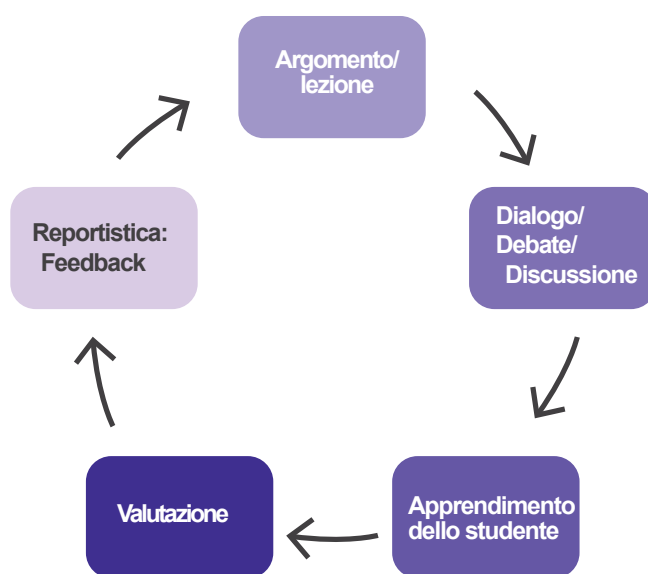 Argomento/
lezione
Dialogo/
Debate/
Discussione
Apprendimento
dello studente
Valutazione
Reportistica:
Feedback